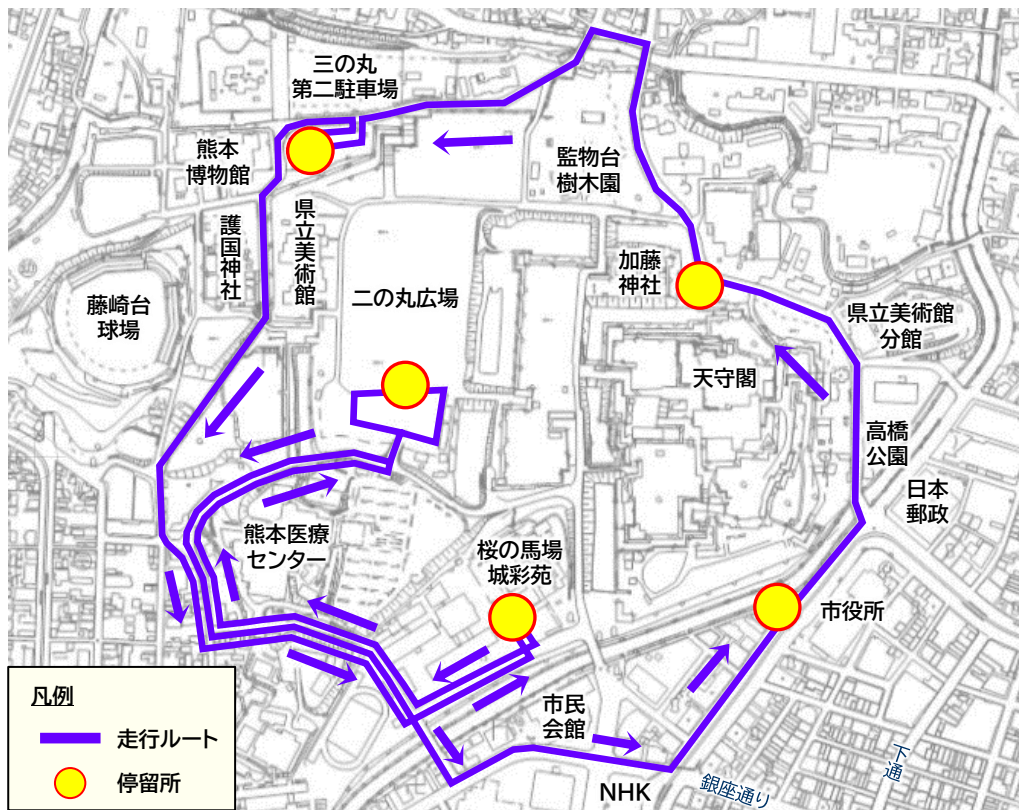 三の丸
第二駐車場
熊本
博物館
護国神社
県立美術館
監物台
樹木園
加藤
神社
県立美術館
分館
藤崎台
球場
二の丸広場
天守閣
高橋
公園
日本
郵政
熊本医療
センター
桜の馬場
城彩苑
市役所
市民
会館
NHK
銀座通り
下通
凡例
走行ルート
停留所